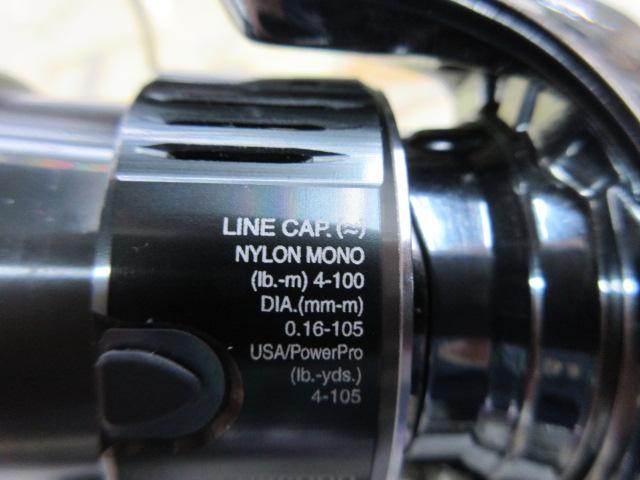 LINE CAP.(≈)
NYLON MONO
(lb.-m) 4-100
DIA.(mm-m)
0.16-105
USA/PowerPro
(lb.-yds.)
4-105